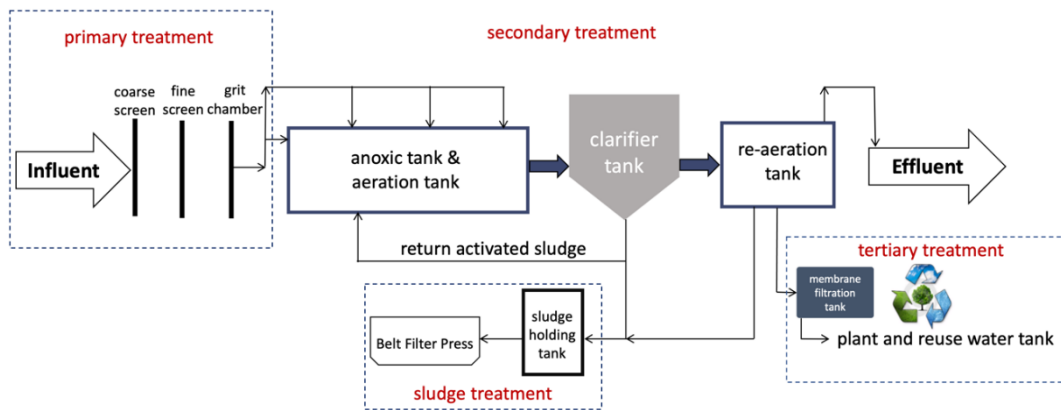 primary treatment
secondary treatment
coarse
screen
fine
screen
grit
chamber
Influent
anoxic tank &
aeration tank
clarifier
tank
re-aeration
tank
Effluent
return activated sludge
tertiary treatment
membrane
filtration
tank
plant and reuse water tank
sludge
holding
tank
Belt Filter Press
sludge treatment